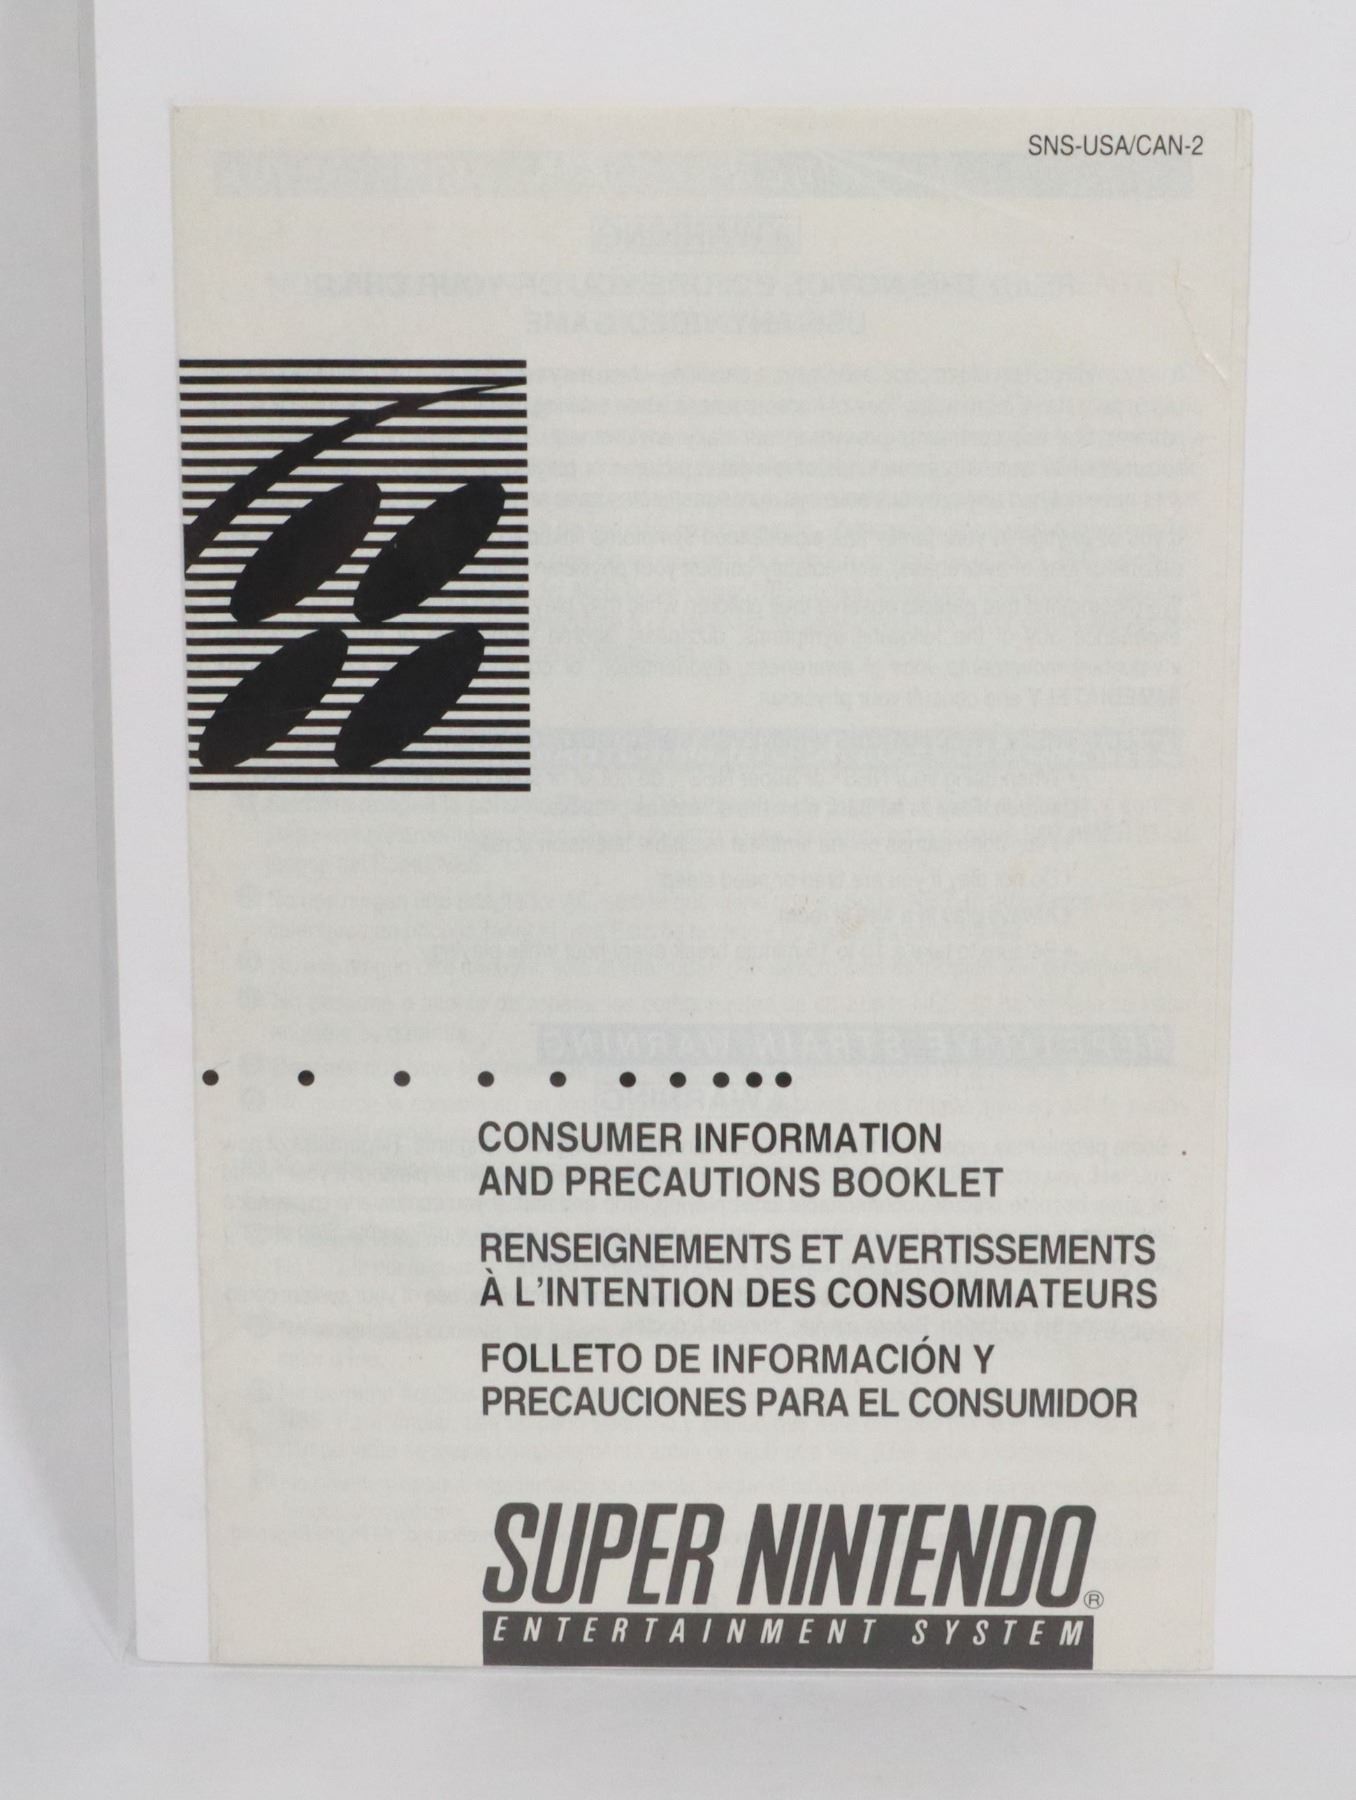 SNS-USA/CAN-2
CONSUMER INFORMATION
AND PRECAUTIONS BOOKLET
RENSEIGNEMENTS ET AVERTISSEMENTS
À L'INTENTION DES CONSOMMATEURS
FOLLETO DE INFORMACIÓN Y
PRECAUCIONES PARA EL CONSUMIDOR
SUPER NINTENDO®
ENTERTAINMENT SYSTEM